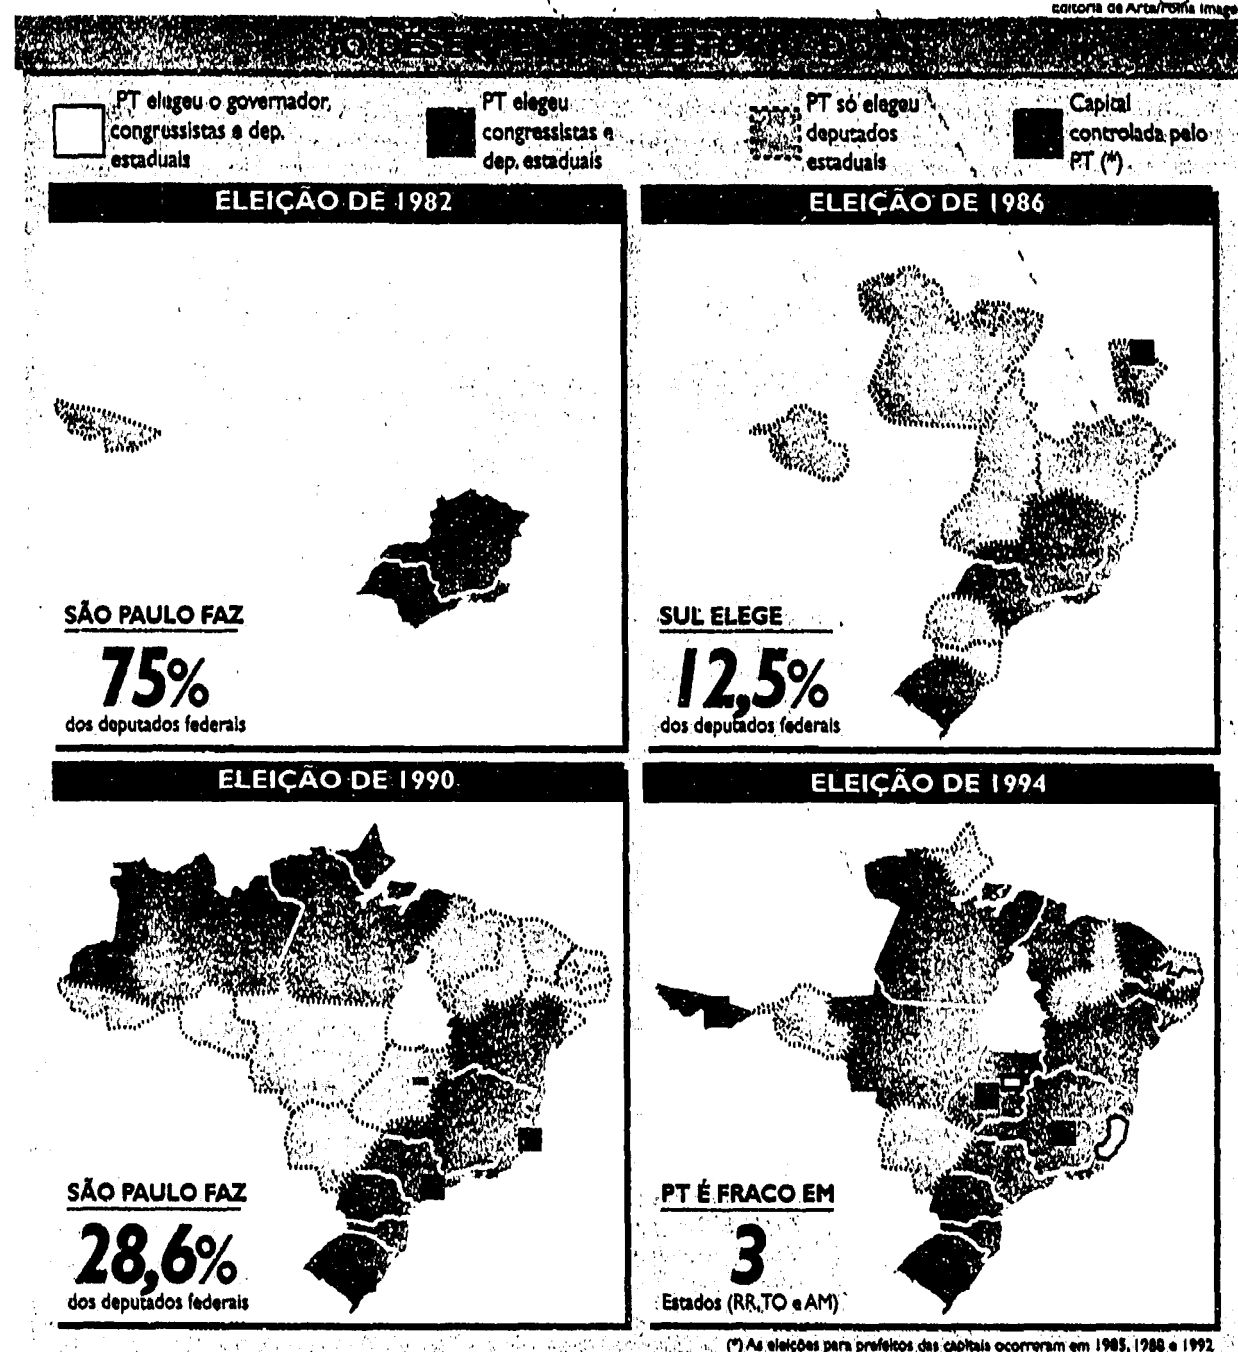 Editoria de Arte/Folha Imagem
O DESEMPENHO ELEITORAL DO PT
PT elegeu o governador,
congressistas e dep.
estaduais
PT elegeu
congressistas e
dep. estaduais
PT só elegeu
deputados
estaduais
Capital
controlada pelo
PT (*)
ELEIÇÃO DE 1982
SÃO PAULO FAZ
75%
dos deputados federais
ELEIÇÃO DE 1986
SUL ELEGE
12,5%
dos deputados federais
ELEIÇÃO DE 1990
SÃO PAULO FAZ
28,6%
dos deputados federais
ELEIÇÃO DE 1994
PT É FRACO EM
3
Estados (RR, TO e AM)
(*) As eleições para prefeitos das capitais ocorreram em 1985, 1988 e 1992